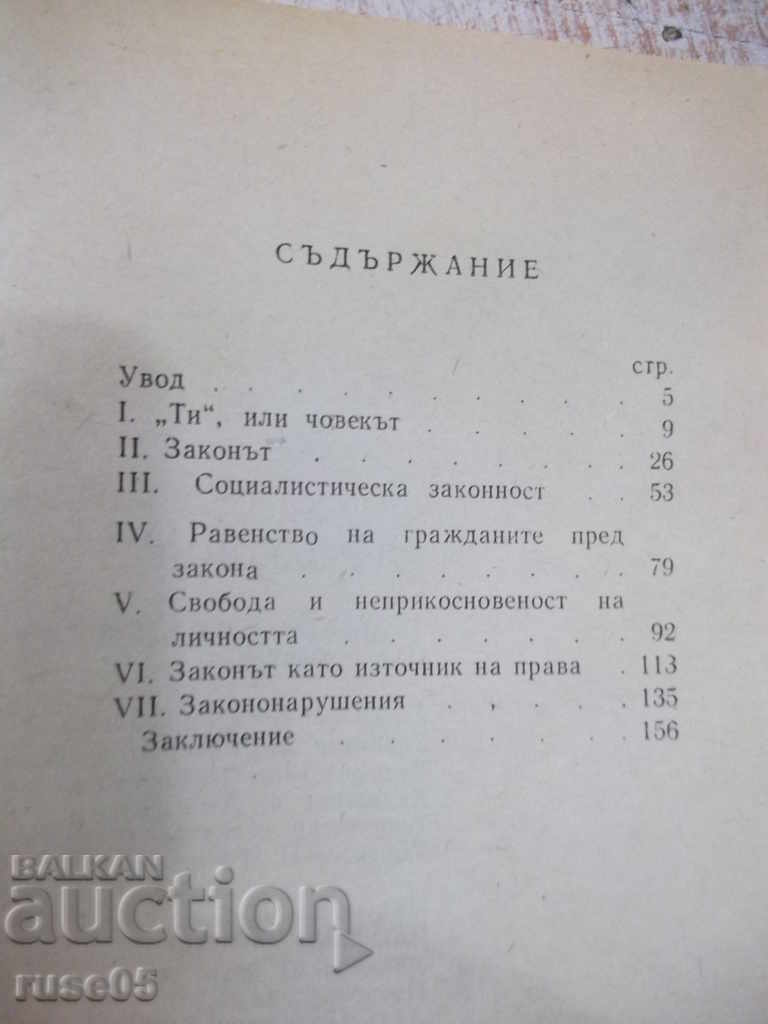 СЪДЪРЖАНИЕ
стр.
Увод . . . . . . . . . . 5
I. „Ти“, или човекът . . . . . 9
II. Законът . . . . . . . . 26
III. Социалистическа законност . . 53
IV. Равенство на гражданите пред
закона . . . . . . . . 79
V. Свобода и неприкосновеност на
личността . . . . . . . 92
VI. Законът като източник на права . 113
VII. Закононарушения . , . . . 135
Заключение . . . . . . . 156
BALKAN
auction
ruse05